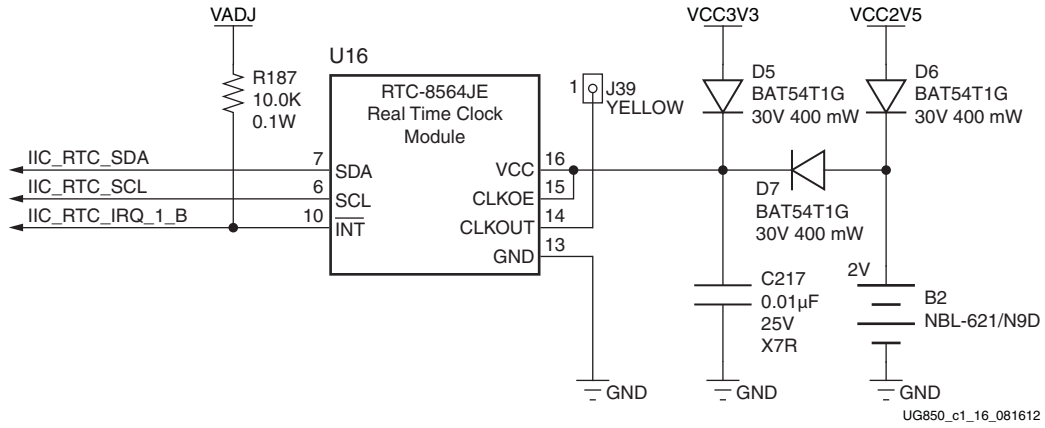 VADJ
VCC3V3
VCC2V5
U16
R187
10.0K
0.1W
RTC-8564JE
Real Time Clock
Module
1
J39
YELLOW
D5
BAT54T1G
30V 400 mW
D6
BAT54T1G
30V 400 mW
IIC_RTC_SDA
7
SDA
VCC
16
IIC_RTC_SCL
6
SCL
CLKOE
15
IIC_RTC_IRQ_1_B
10
INT
CLKOUT
14
GND
13
D7
BAT54T1G
30V 400 mW
C217
0.01µF
25V
X7R
2V
B2
NBL-621/N9D
GND
GND
GND
UG850_c1_16_081612